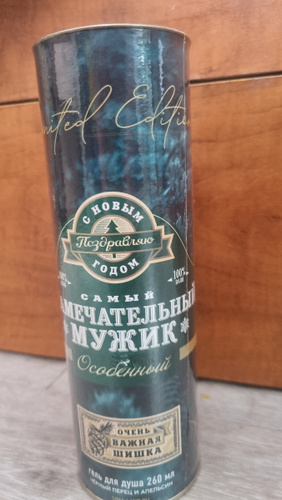 Limited Edition
С НОВЫМ
Поздравляю
ГОДОМ
100%
САМЫЙ
ЗАМЕЧАТЕЛЬНЫЙ
МУЖИК
Особенный
ОЧЕНЬ
ВАЖНАЯ
ШИШКА
гель для душа 260 мл
ЧЕРНЫЙ ПЕРЕЦ И АПЕЛЬСИН